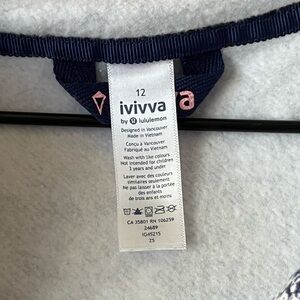 12
ivivva
by lululemon
Designed in Vancouver
Made in Vietnam
Conçu à Vancouver
Fabriqué au Vietnam
Wash with like colours
Not intended for children
3 years and under
Laver avec des couleurs
similaires seulement
Ne pas laisser à la portée
des enfants
de trois ans et moins
CA 35801 RN 106259
24689
IG4521S
ZS